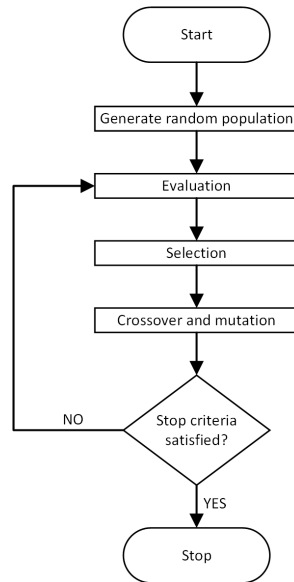 Start
Generate random population
Evaluation
Selection
Crossover and mutation
Stop criteria
satisfied?
NO
YES
Stop